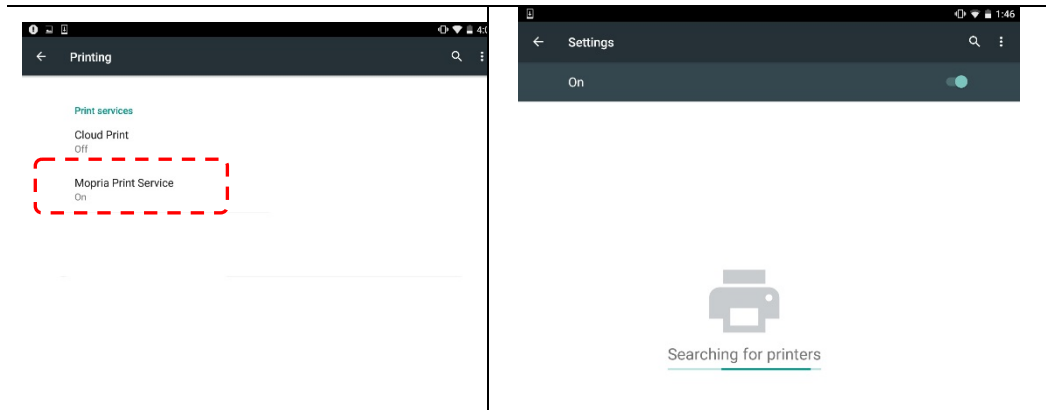 Printing
Print services
Cloud Print
Off
Mopria Print Service
On
1:46
Settings
On
Searching for printers